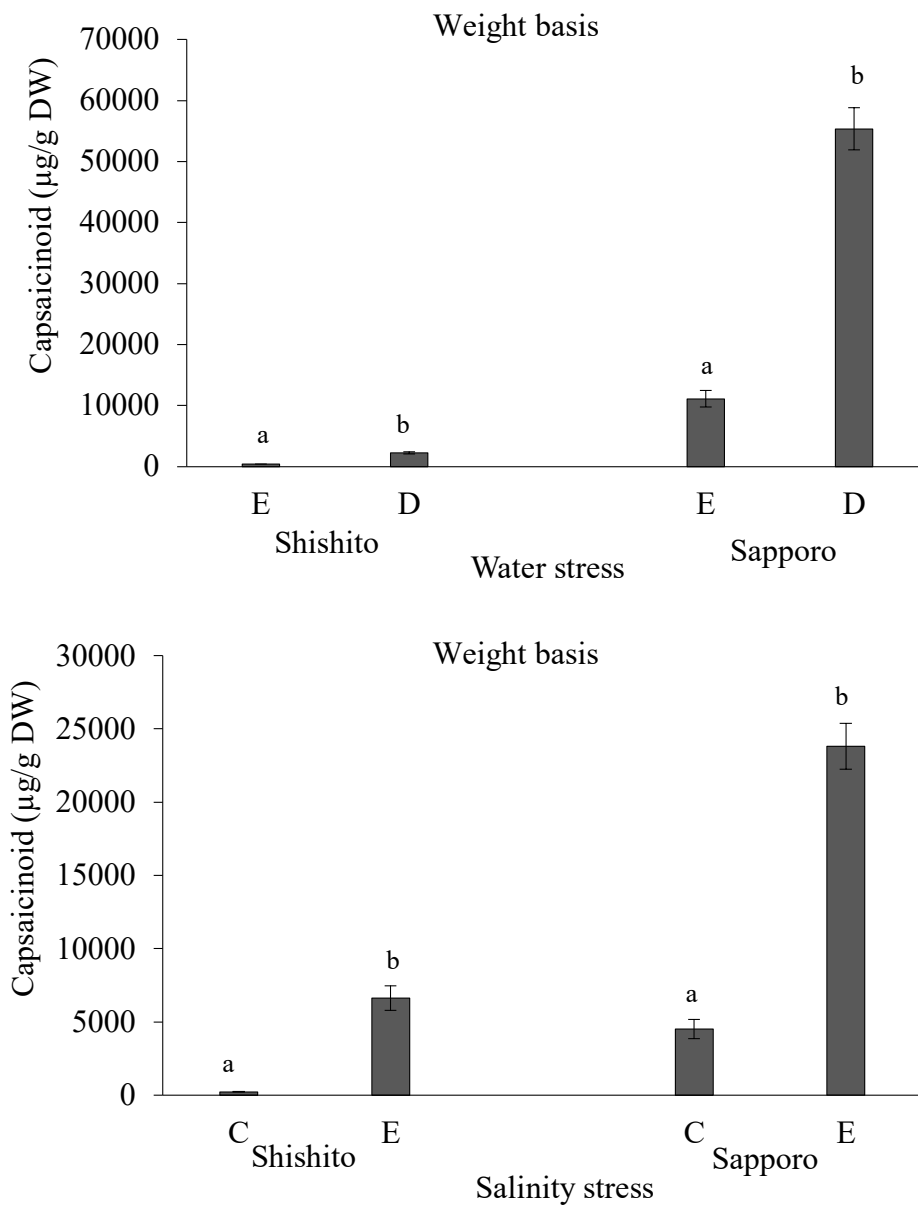 Weight basis
Capsaicinoid (µg/g DW)
70000
60000
50000
40000
30000
20000
10000
0
a
b
a
b
E
D
E
D
Shishito
Sapporo
Water stress
Weight basis
Capsaicinoid (µg/g DW)
30000
25000
20000
15000
10000
5000
0
a
b
a
b
C
E
C
E
Shishito
Sapporo
Salinity stress